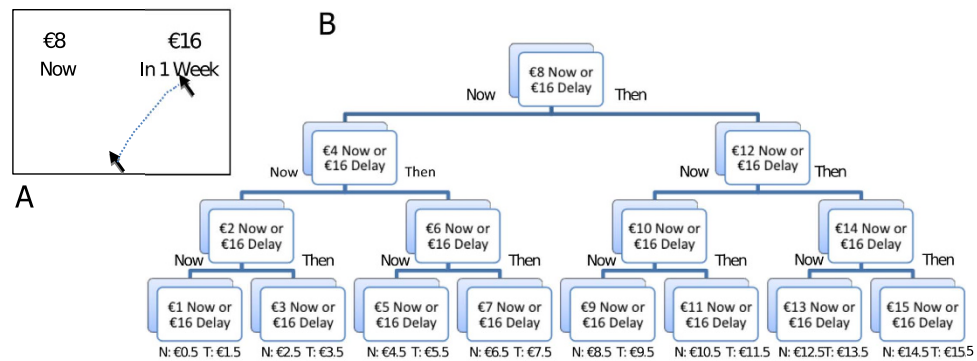 €8 €16
Now In 1 Week
A
B
€8 Now or
€16 Delay
Now Then
€4 Now or
€16 Delay
€12 Now or
€16 Delay
Now Then Now Then
€2 Now or
€16 Delay
€6 Now or
€16 Delay
€10 Now or
€16 Delay
€14 Now or
€16 Delay
Now Then Now Then Now Then Now Then
€1 Now or
€16 Delay
€3 Now or
€16 Delay
€5 Now or
€16 Delay
€7 Now or
€16 Delay
€9 Now or
€16 Delay
€11 Now or
€16 Delay
€13 Now or
€16 Delay
€15 Now or
€16 Delay
N: €0.5 T: €1.5 N: €2.5 T: €3.5 N: €4.5 T: €5.5 N: €6.5 T: €7.5 N: €8.5 T: €9.5 N: €10.5 T: €11.5 N: €12.5T: €13.5 N: €14.5T: €15.5